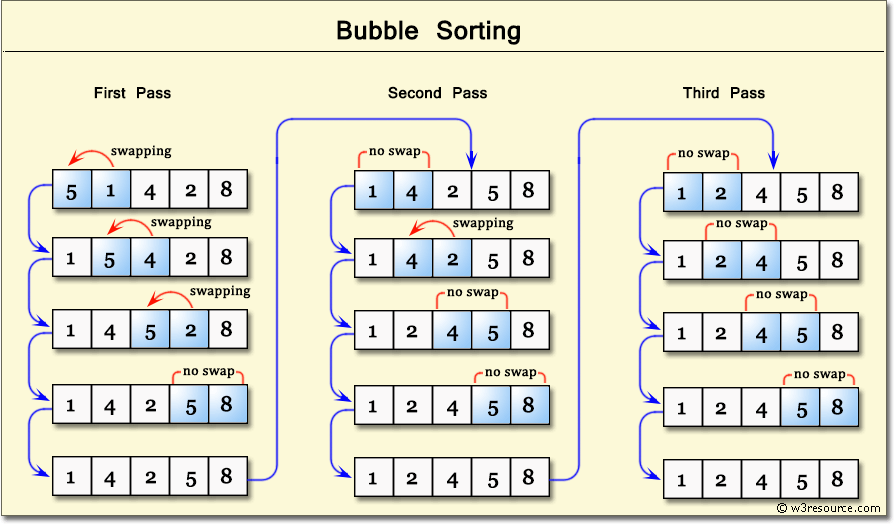 Bubble Sorting
First Pass
swapping
5 1 4 2 8
swapping
1 5 4 2 8
swapping
1 4 5 2 8
no swap
1 4 2 5 8
1 4 2 5 8
Second Pass
no swap
1 4 2 5 8
swapping
1 4 2 5 8
no swap
1 2 4 5 8
no swap
1 2 4 5 8
1 2 4 5 8
Third Pass
no swap
1 2 4 5 8
no swap
1 2 4 5 8
no swap
1 2 4 5 8
no swap
1 2 4 5 8
1 2 4 5 8
© w3resource.com